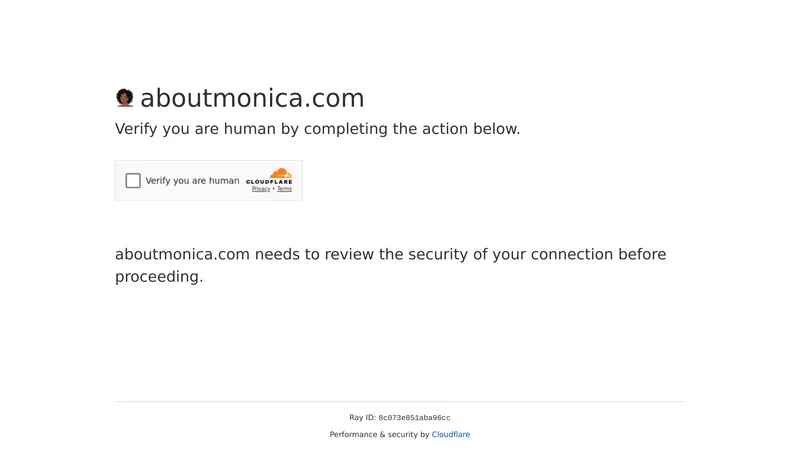 aboutmonica.com
Verify you are human by completing the action below.
Verify you are human
CLOUDFLARE
Privacy • Terms
aboutmonica.com needs to review the security of your connection before
proceeding.
Ray ID: 8c073e851aba96cc
Performance & security by Cloudflare